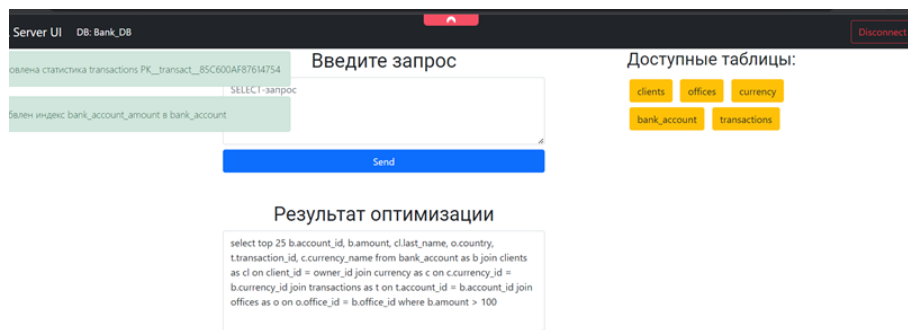 Server UI DB: Bank_DB Disconnect
статистика transactions PK__transact__85C600AF87614754
индекс bank_account_amount в bank_account
Введите запрос
SELECT-запрос
Send
Доступные таблицы:
clients offices currency
bank_account transactions
Результат оптимизации
select top 25 b.account_id, b.amount, cl.last_name, o.country,
t.transaction_id, c.currency_name from bank_account as b join clients
as cl on client_id = owner_id join currency as c on c.currency_id =
b.currency_id join transactions as t on t.account_id = b.account_id join
offices as o on o.office_id = b.office_id where b.amount > 100